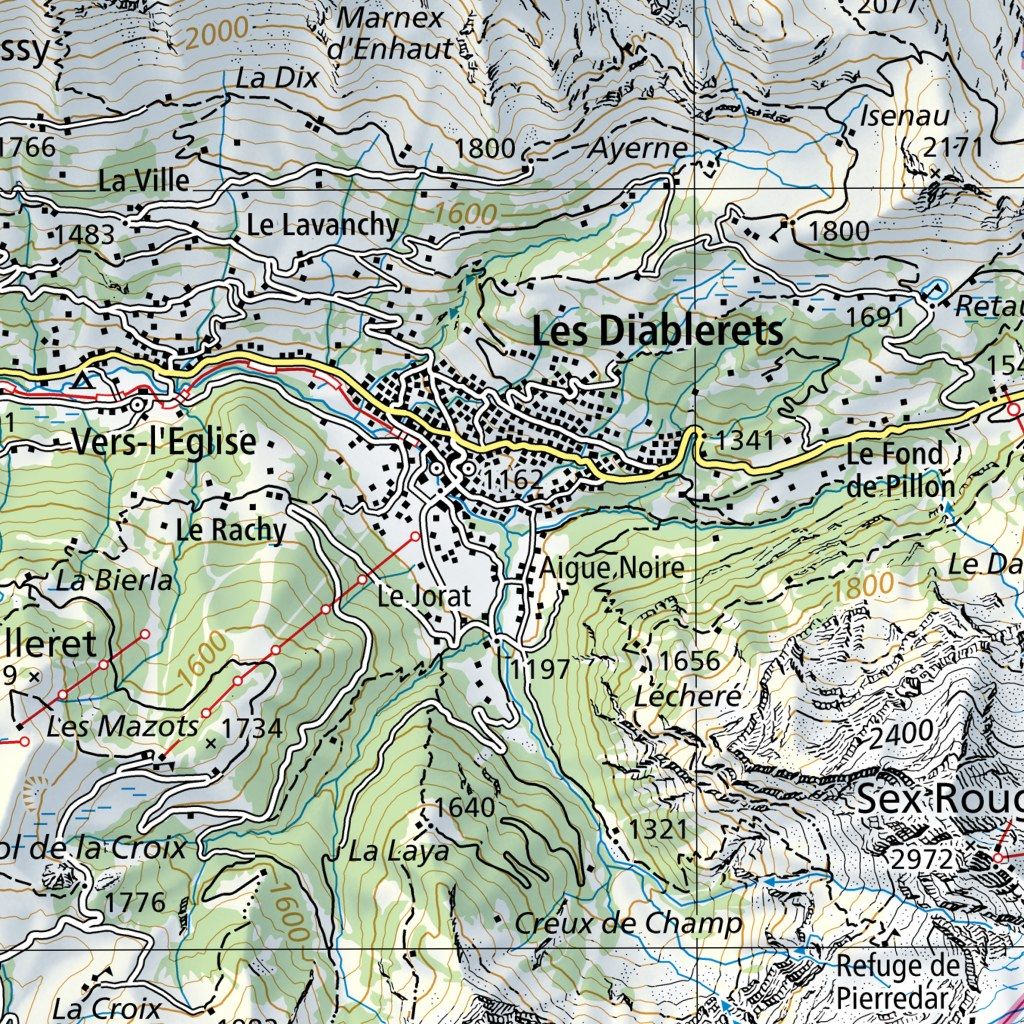 2077
Marnex
d'Enhaut
2000
ssy
La Dix
Isenau
1766
1800
Ayerne
2171
La Ville
1600
Le Lavanchy
1483
1800
1691
Retau
Les Diablerets
154
1341
Vers-l'Eglise
Le Fond
de Pillon
1162
Le Rachy
Aigue Noire
Le Da
La Bierla
1800
Le Jorat
lleret
1600
1656
9
1197
Lécheré
Les Mazots
1734
2400
Sex Rouc
1640
1321
ol de la Croix
La Laya
2972
1776
1600
Creux de Champ
Refuge de
Pierredar
La Croix